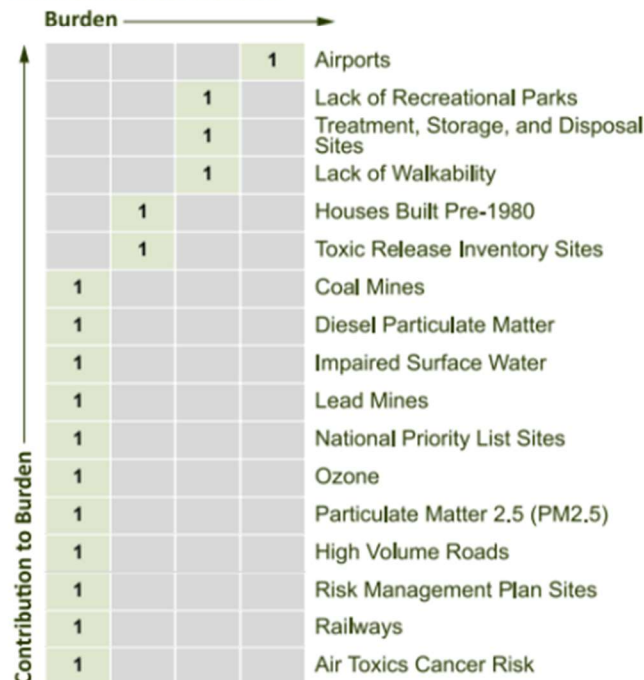 Burden
1 Airports
1 Lack of Recreational Parks
1 Treatment, Storage, and Disposal
Sites
1 Lack of Walkability
1 Houses Built Pre-1980
1 Toxic Release Inventory Sites
1 Coal Mines
1 Diesel Particulate Matter
1 Impaired Surface Water
1 Lead Mines
1 National Priority List Sites
1 Ozone
1 Particulate Matter 2.5 (PM2.5)
1 High Volume Roads
1 Risk Management Plan Sites
1 Railways
1 Air Toxics Cancer Risk
Contribution to Burden